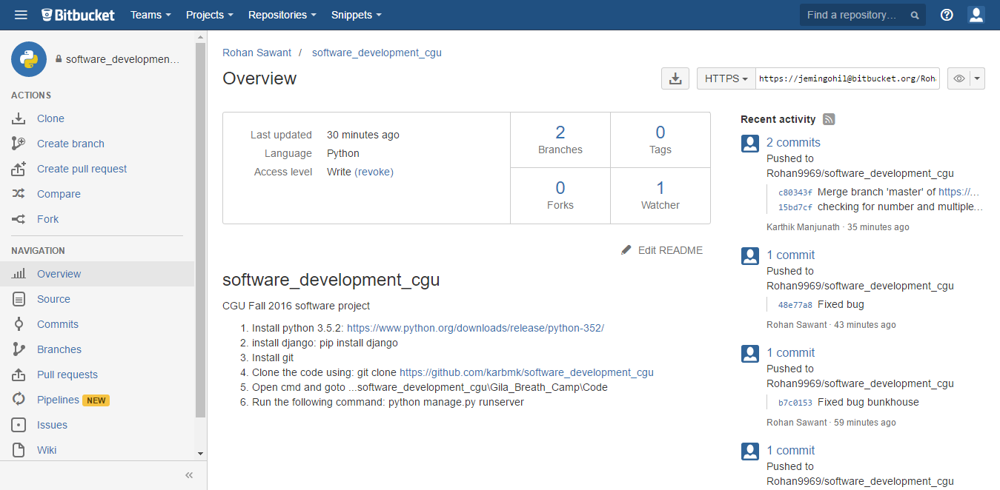 Bitbucket Teams Projects Repositories Snippets Find a repository...
software_developmen...
ACTIONS
Clone
Create branch
Create pull request
Compare
Fork
NAVIGATION
Overview
Source
Commits
Branches
Pull requests
Pipelines NEW
Issues
Wiki
«
Rohan Sawant / software_development_cgu
Overview
HTTPS https://jemingohil@bitbucket.org/Roh
Last updated 30 minutes ago
Language Python
Access level Write (revoke)
2
Branches
0
Tags
0
Forks
1
Watcher
Edit README
software_development_cgu
CGU Fall 2016 software project
1. Install python 3.5.2: https://www.python.org/downloads/release/python-352/
2. install django: pip install django
3. Install git
4. Clone the code using: git clone https://github.com/karbmk/software_development_cgu
5. Open cmd and goto ...software_development_cgu\Gila_Breath_Camp\Code
6. Run the following command: python manage.py runserver
Recent activity
2 commits
Pushed to
Rohan9969/software_development_cgu
c80343f Merge branch 'master' of https://...
15bd7cf checking for number and multiple...
Karthik Manjunath · 35 minutes ago
1 commit
Pushed to
Rohan9969/software_development_cgu
48e77a8 Fixed bug
Rohan Sawant · 43 minutes ago
1 commit
Pushed to
Rohan9969/software_development_cgu
b7c0153 Fixed bug bunkhouse
Rohan Sawant · 59 minutes ago
1 commit
Pushed to
Rohan9969/software_development_cgu